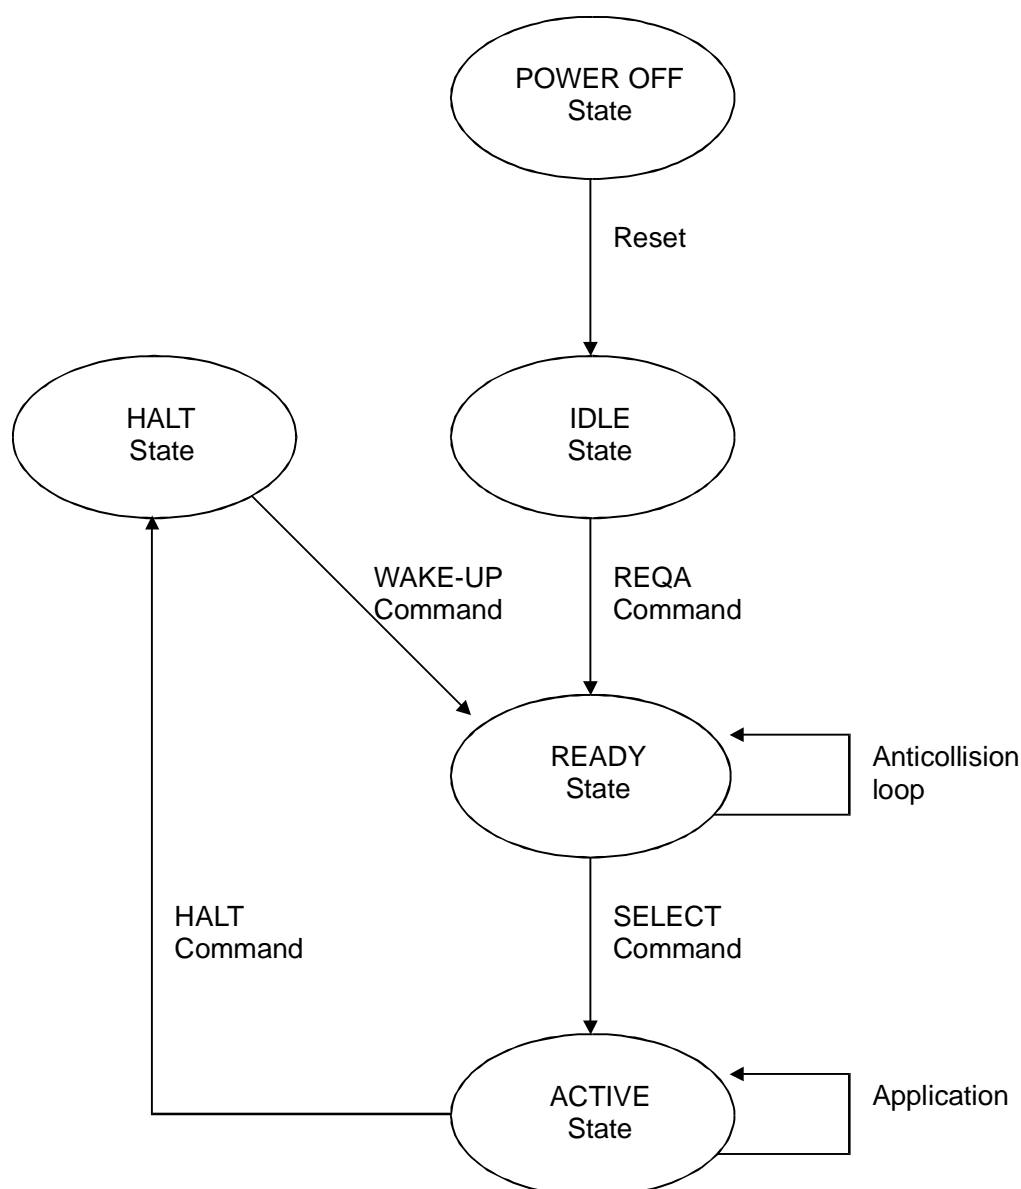 POWER OFF
State
Reset
HALT
State
IDLE
State
WAKE-UP
Command
REQA
Command
READY
State
Anticollision
loop
HALT
Command
SELECT
Command
ACTIVE
State
Application